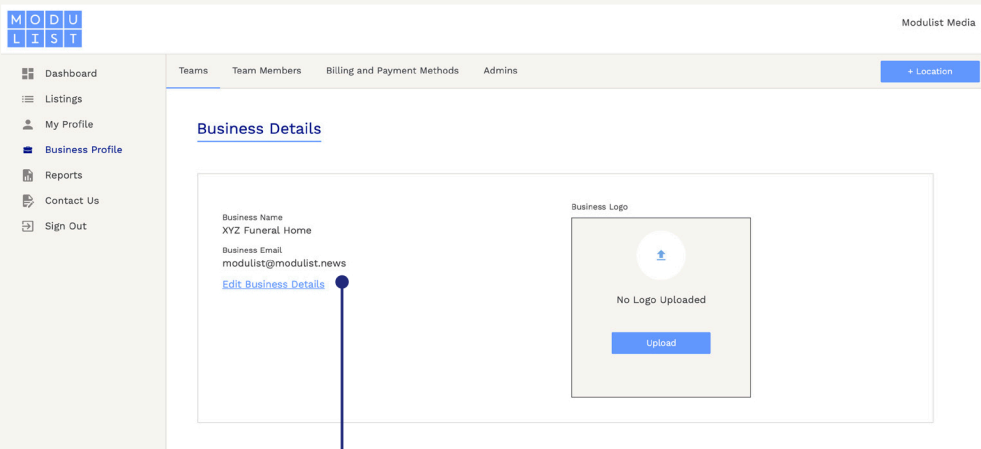 MODU
LIST
Modulist Media
Dashboard
Listings
My Profile
Business Profile
Reports
Contact Us
Sign Out
Teams
Team Members
Billing and Payment Methods
Admins
+ Location
Business Details
Business Name
XYZ Funeral Home
Business Email
modulist@modulist.news
Edit Business Details
Business Logo
No Logo Uploaded
Upload